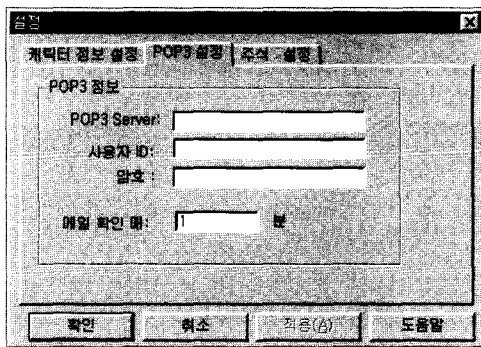 설정
캐릭터 정보 설정 POP3 설정 주식 설정
POP3 정보
POP3 Server:
사용자 ID:
암호 :
메일 확인 매: 1 분
확인 취소 적용(A) 도움말